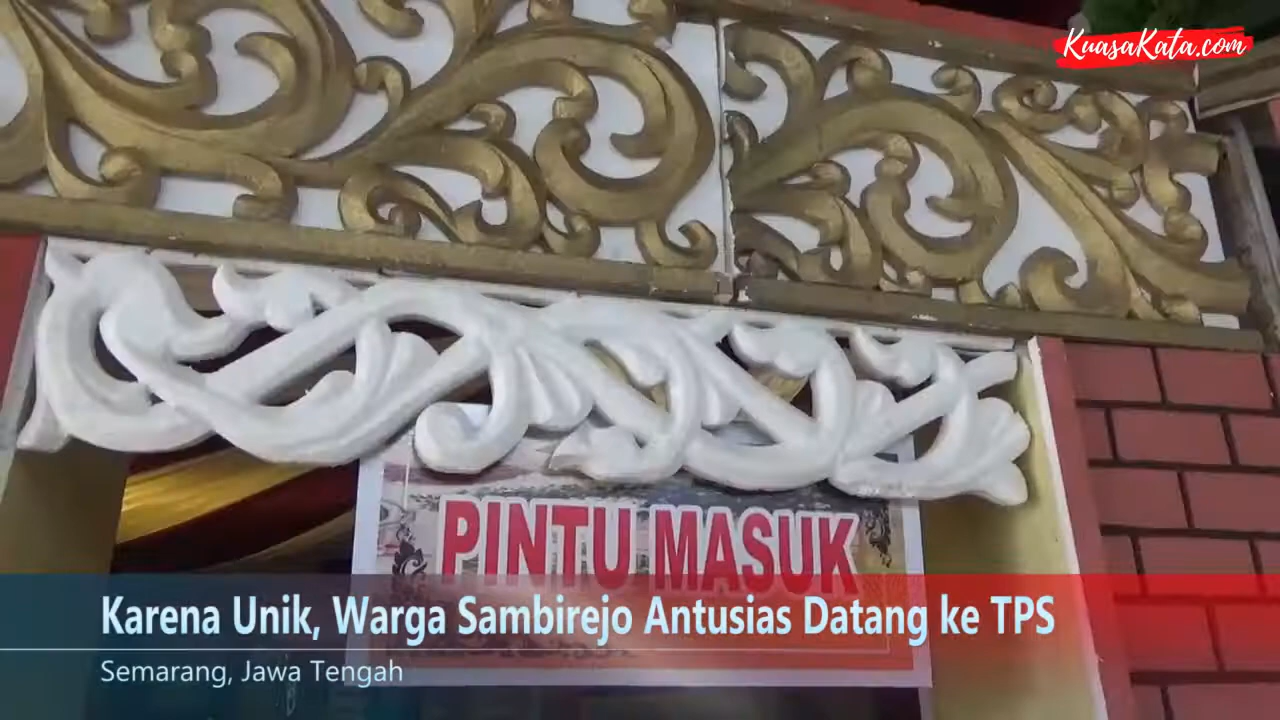 KuasaKata.com
PINTU MASUK
Karena Unik, Warga Sambirejo Antusias Datang ke TPS
Semarang, Jawa Tengah